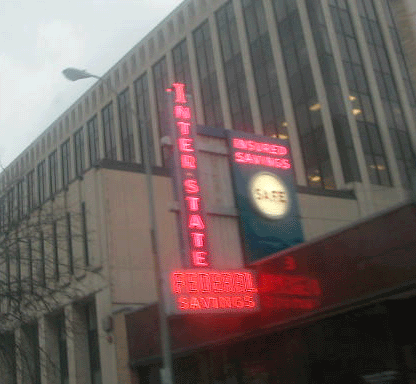 INTER-STATE
FEDERAL
SAVINGS
INSURED
SAVINGS
SAFE